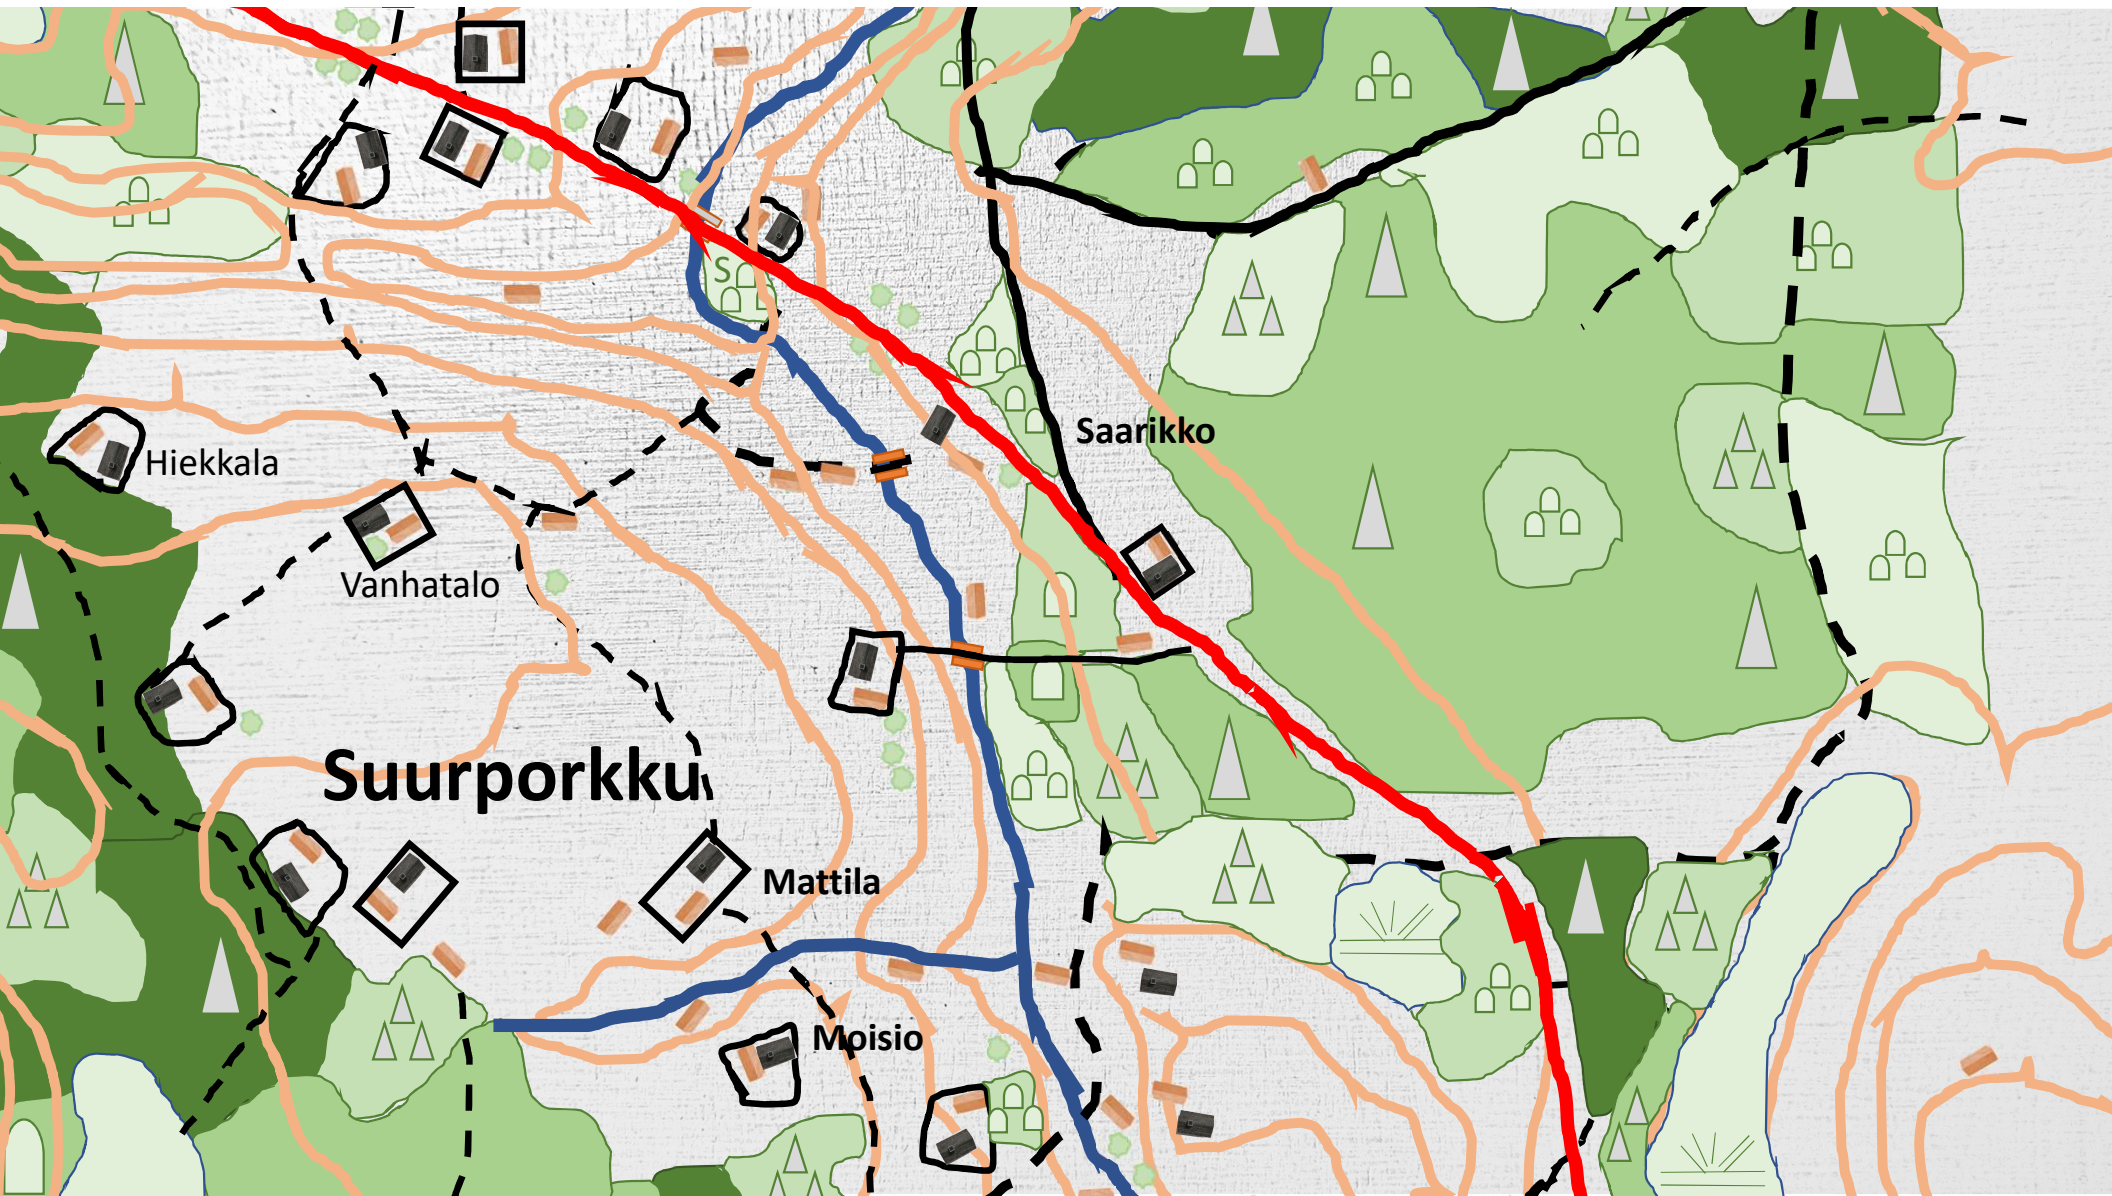 S
Saarikko
Hiekkala
Vanhatalo
Suurporkku
Mattila
Moisio